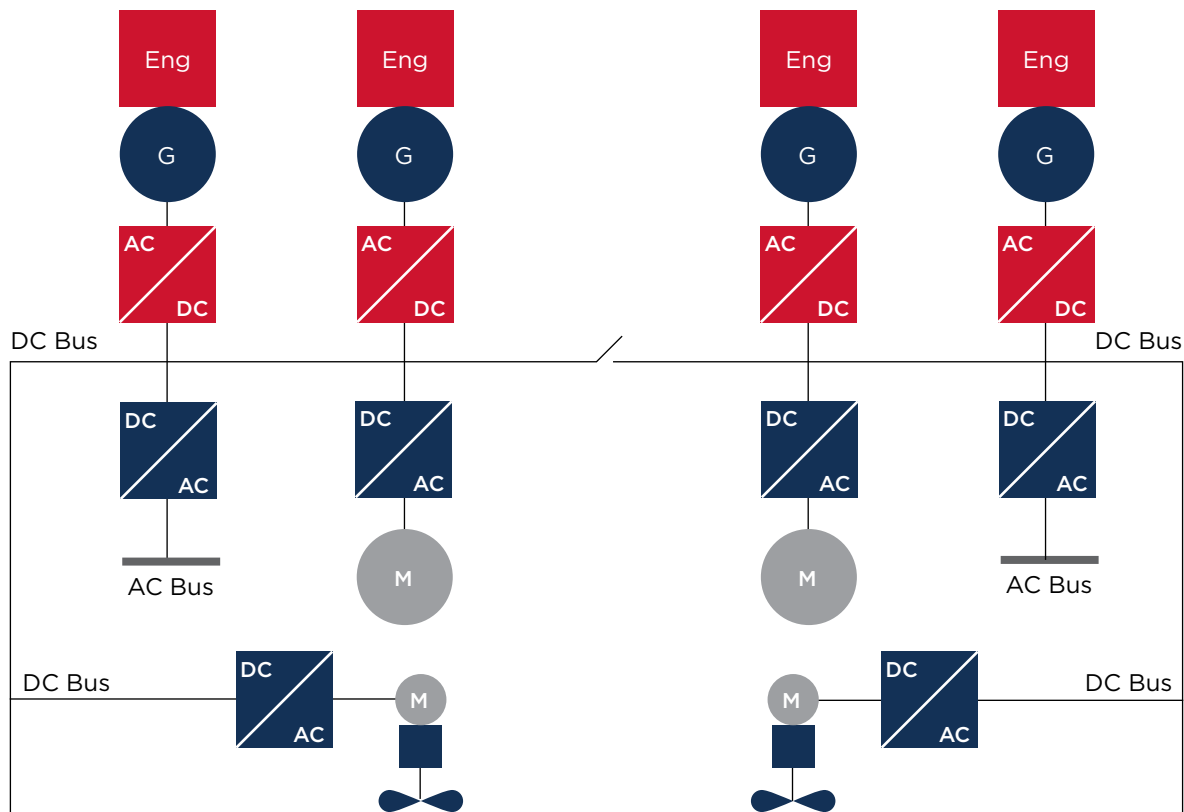 Eng Eng Eng Eng
G G G G
AC AC AC AC
DC DC DC DC
DC Bus DC Bus
DC DC DC DC
AC AC AC AC
M M
AC Bus AC Bus
DC DC
DC Bus M M DC Bus
AC AC